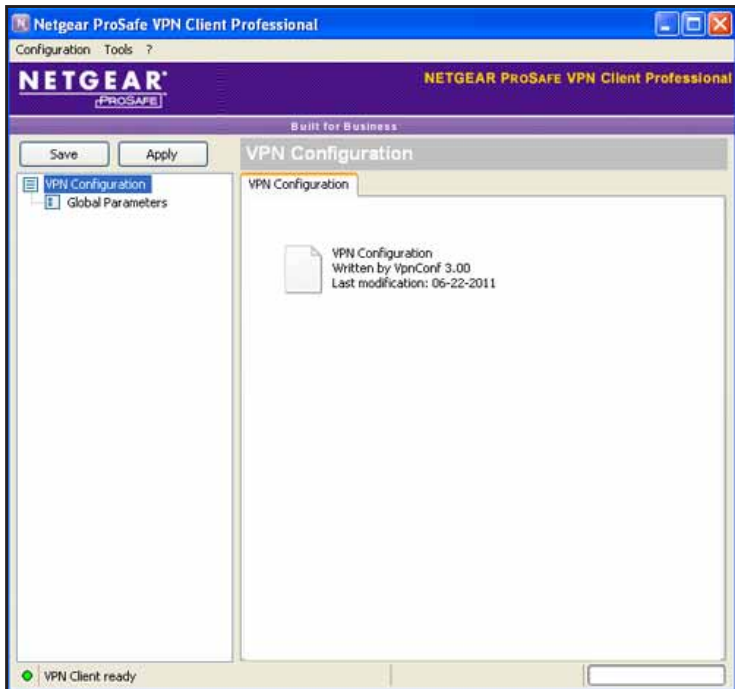 Netgear ProSafe VPN Client Professional
Configuration Tools ?
NETGEAR®
PROSAFE
NETGEAR PROSAFE VPN Client Professional
Built for Business
Save Apply
VPN Configuration
VPN Configuration
Global Parameters
VPN Configuration
VPN Configuration
Written by VpnConf 3.00
Last modification: 06-22-2011
VPN Client ready